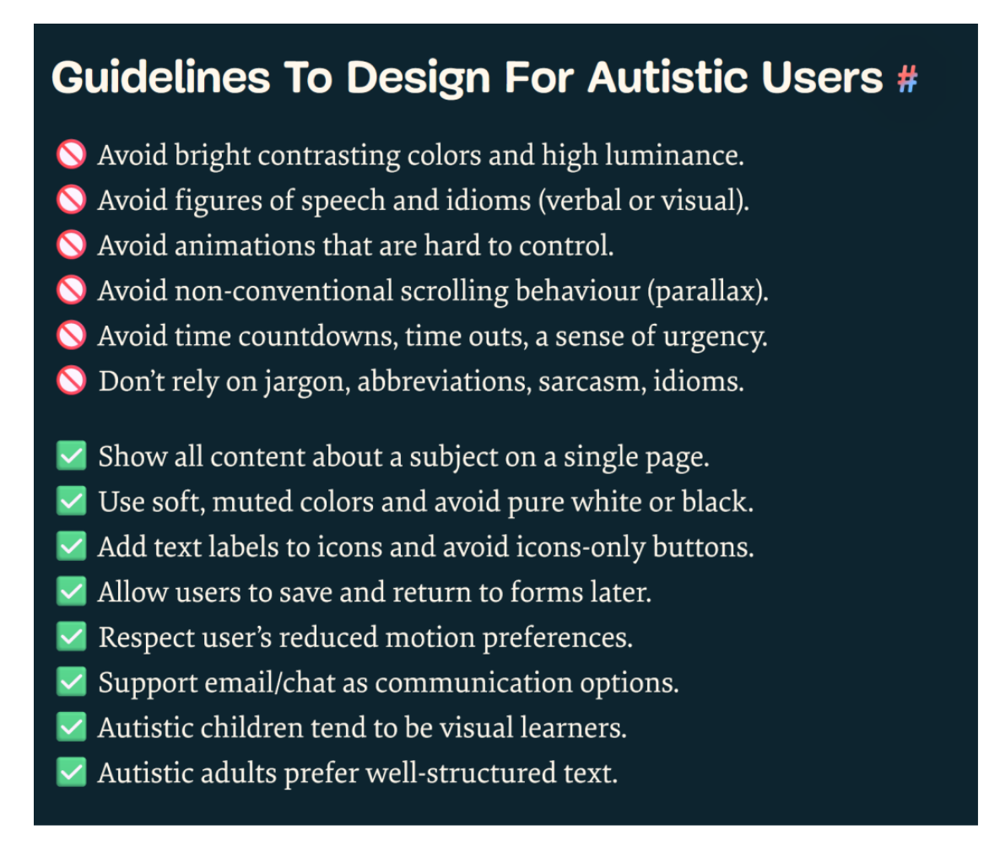 Guidelines To Design For Autistic Users #
🚫 Avoid bright contrasting colors and high luminance.
🚫 Avoid figures of speech and idioms (verbal or visual).
🚫 Avoid animations that are hard to control.
🚫 Avoid non-conventional scrolling behaviour (parallax).
🚫 Avoid time countdowns, time outs, a sense of urgency.
🚫 Don’t rely on jargon, abbreviations, sarcasm, idioms.
✅ Show all content about a subject on a single page.
✅ Use soft, muted colors and avoid pure white or black.
✅ Add text labels to icons and avoid icons-only buttons.
✅ Allow users to save and return to forms later.
✅ Respect user’s reduced motion preferences.
✅ Support email/chat as communication options.
✅ Autistic children tend to be visual learners.
✅ Autistic adults prefer well-structured text.